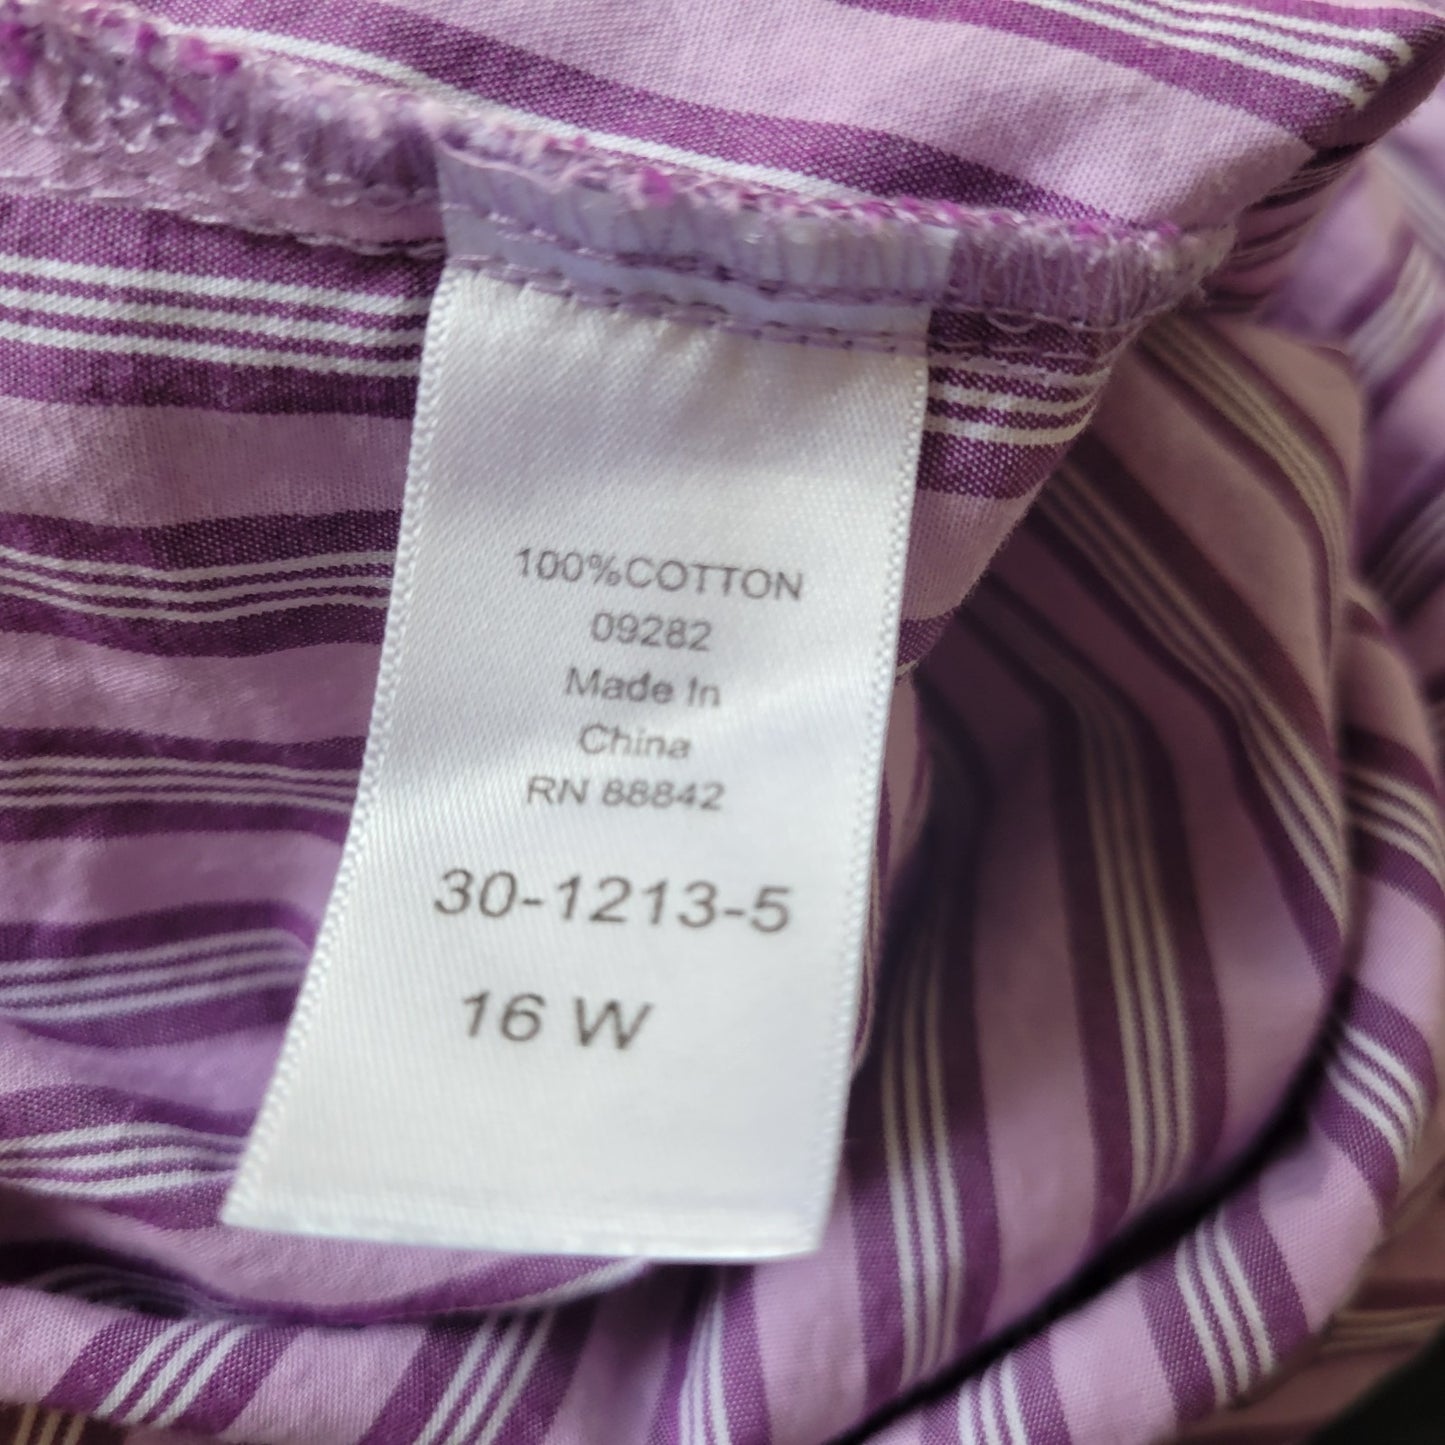 100%COTTON
09282
Made In
China
RN 88842
30-1213-5
16 W